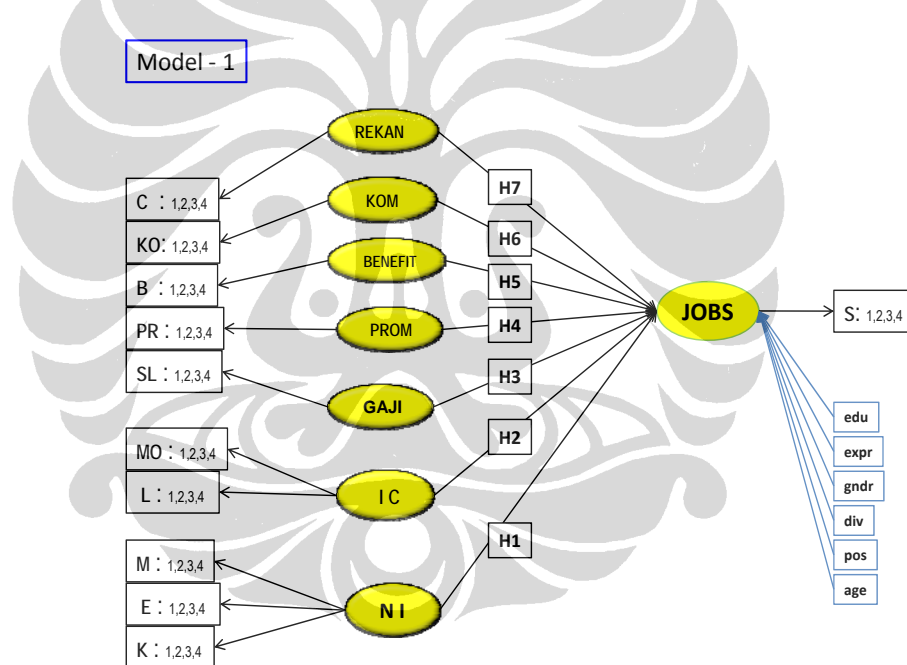 Model - 1
REKAN
H7
C : 1,2,3,4
KOM
H6
KO: 1,2,3,4
BENEFIT
H5
B : 1,2,3,4
JOBS
S: 1,2,3,4
PROM
H4
PR : 1,2,3,4
H3
SL : 1,2,3,4
GAJI
edu
H2
MO : 1,2,3,4
expr
I C
L : 1,2,3,4
gndr
div
H1
pos
M : 1,2,3,4
age
N I
E : 1,2,3,4
K : 1,2,3,4